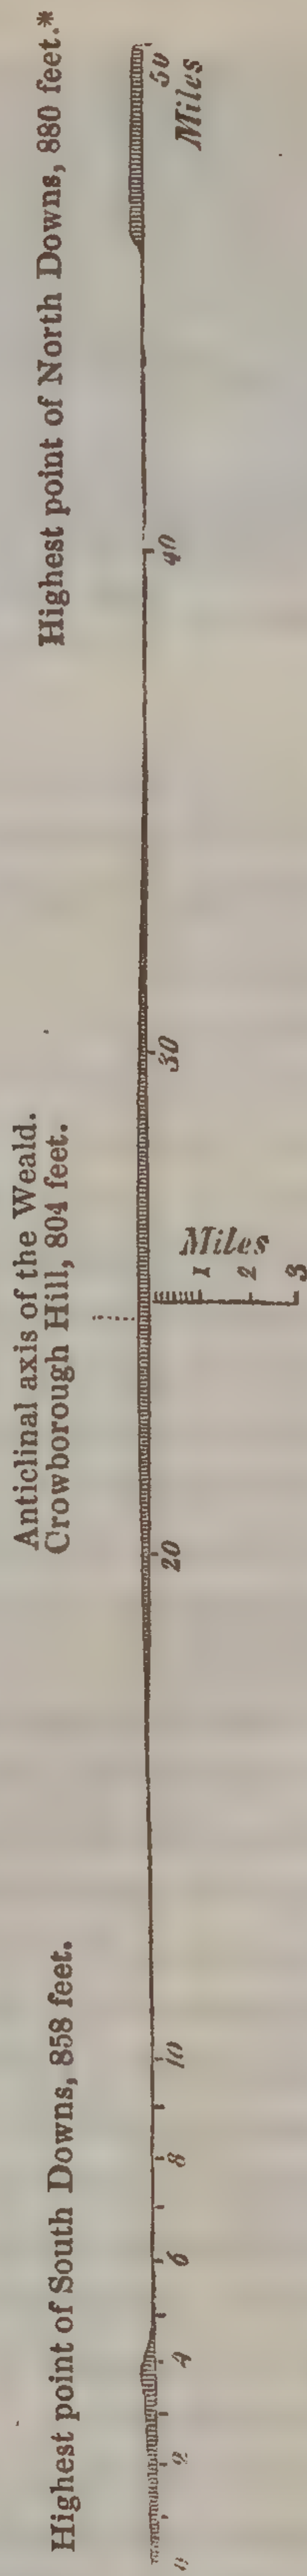 Highest point of South Downs, 858 feet.
Anticlinal axis of the Weald.
Crowborough Hill, 804 feet.
Highest point of North Downs, 880 feet.*
2 4 6 8 10 20 30 40 50
Miles
Miles
1 2 3